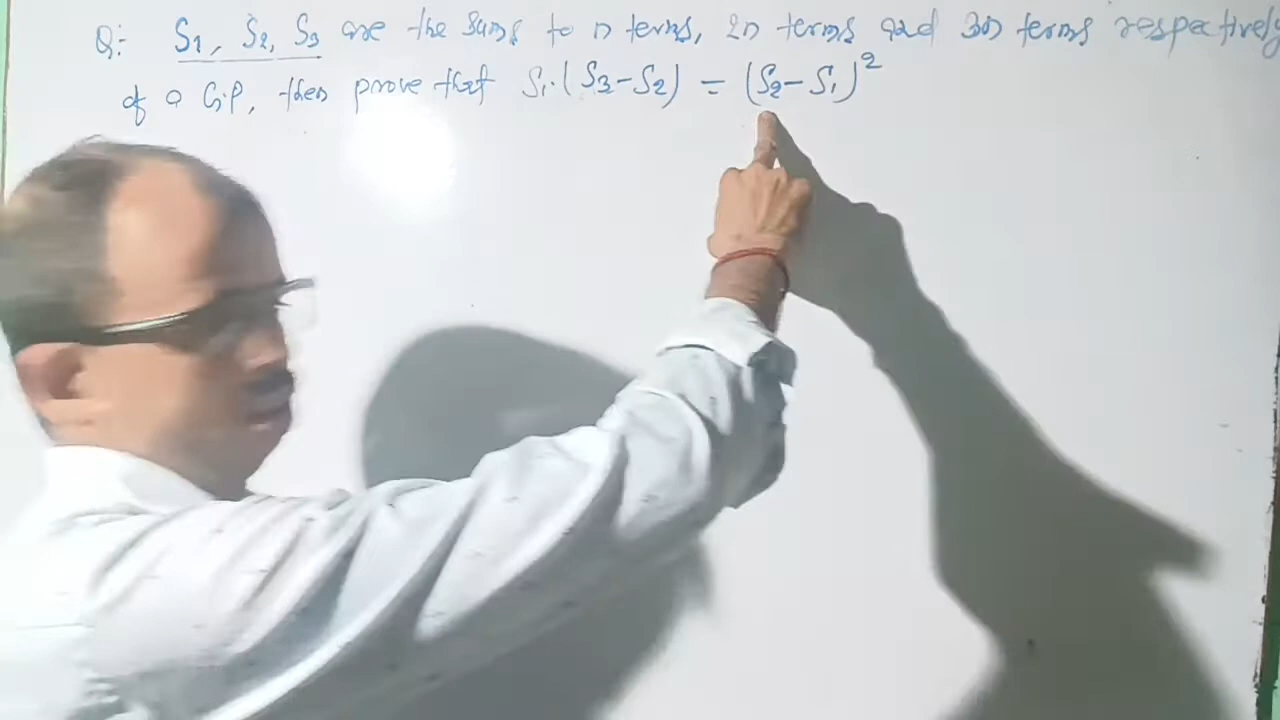 Q: S1, S2, S3 are the sums to n terms, 2n terms and 3n terms respectively
of a G.P, then prove that S1.(S3-S2) = (S2-S1)²